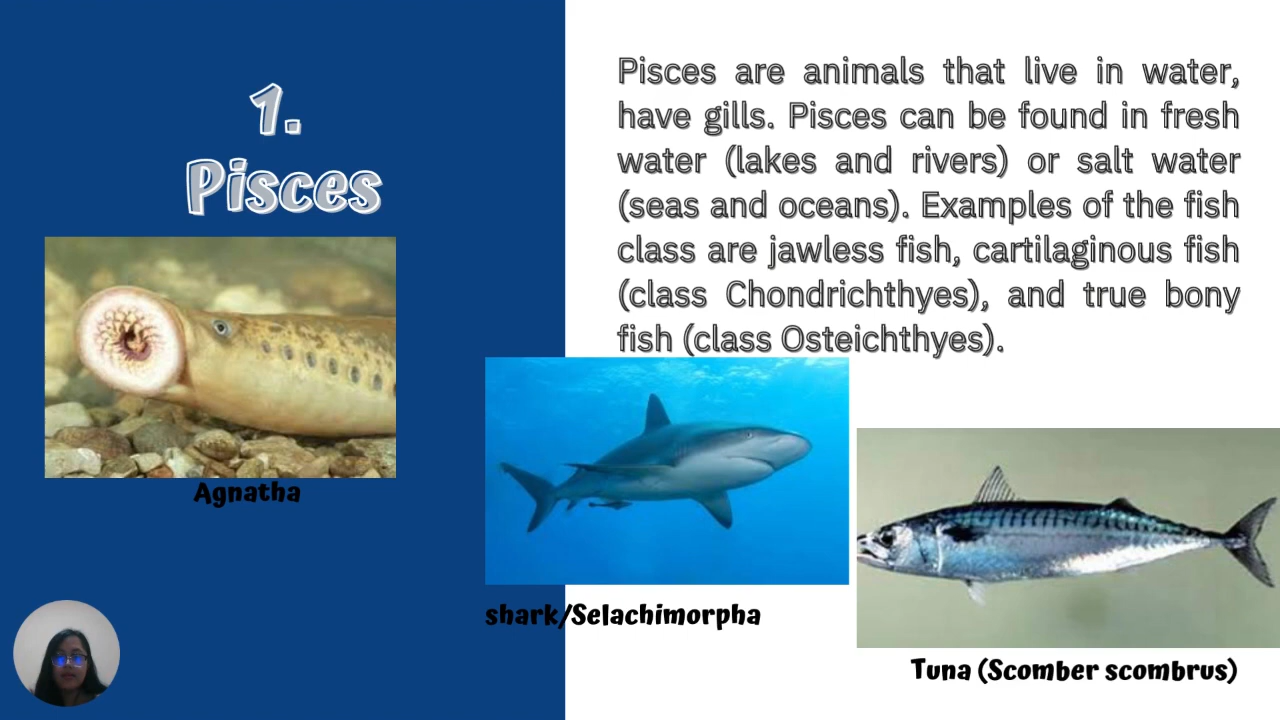 1.
Pisces
Pisces are animals that live in water,
have gills. Pisces can be found in fresh
water (lakes and rivers) or salt water
(seas and oceans). Examples of the fish
class are jawless fish, cartilaginous fish
(class Chondrichthyes), and true bony
fish (class Osteichthyes).
Agnatha
shark/Selachimorpha
Tuna (Scomber scombrus)